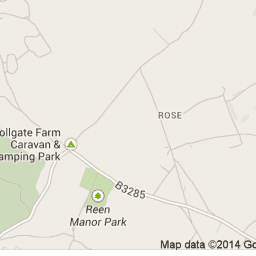 ROSE
ollgate Farm
Caravan &
amping Park
B3285
Reen
Manor Park
Map data ©2014 Go